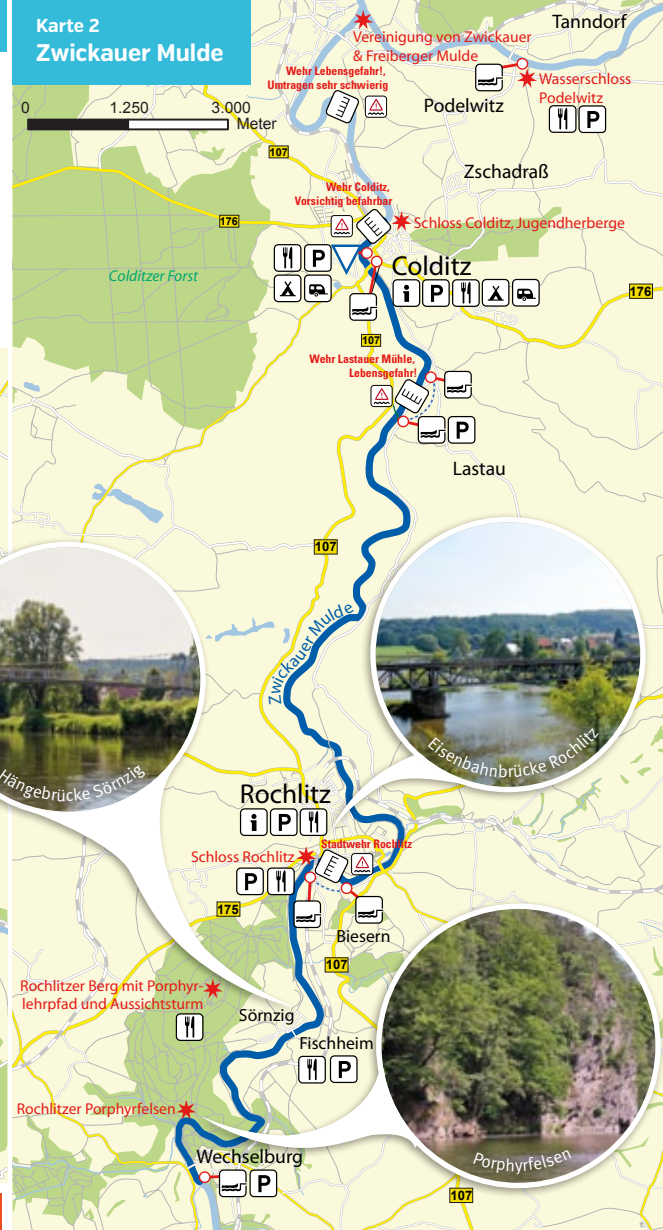 Karte 2
Zwickauer Mulde
0 1.250 3.000
Meter
Tanndorf
Vereinigung von Zwickauer
& Freiberger Mulde
Wehr Lebensgefahr!,
Umtragen sehr schwierig
Wasserschloss
Podelwitz
P
Podelwitz
107
Zschadraß
Wehr Colditz,
Vorsichtig befahrbar
176
Schloss Colditz, Jugendherberge
P
Colditz
Colditzer Forst
i P
176
107
Wehr Lastauer Mühle,
Lebensgefahr!
P
Lastau
107
Zwickauer Mulde
Hängebrücke Sörnzig
Eisenbahnbrücke Rochlitz
Rochlitz
i P
Stadtwehr Rochlitz
Schloss Rochlitz
P
175
Biesern
107
Rochlitzer Berg mit Porphyr-
lehrpfad und Aussichtsturm
Sörnzig
Fischheim
P
Rochlitzer Porphyrfelsen
Wechselburg
P
Porphyrfelsen
107